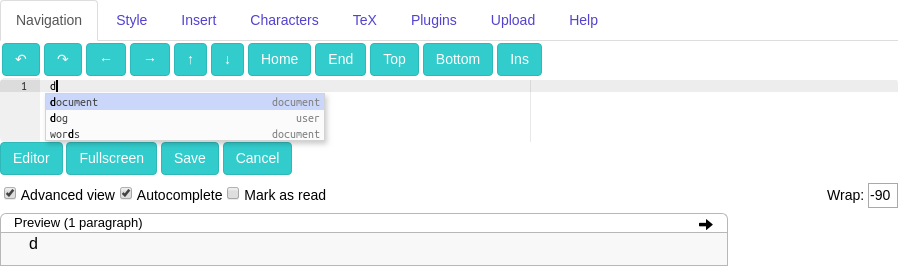 Navigation Style Insert Characters TeX Plugins Upload Help
↶ ↷ ← → ↑ ↓ Home End Top Bottom Ins
1 d
document document
dog user
words document
Editor Fullscreen Save Cancel
Advanced view Autocomplete Mark as read Wrap: -90
Preview (1 paragraph)
d